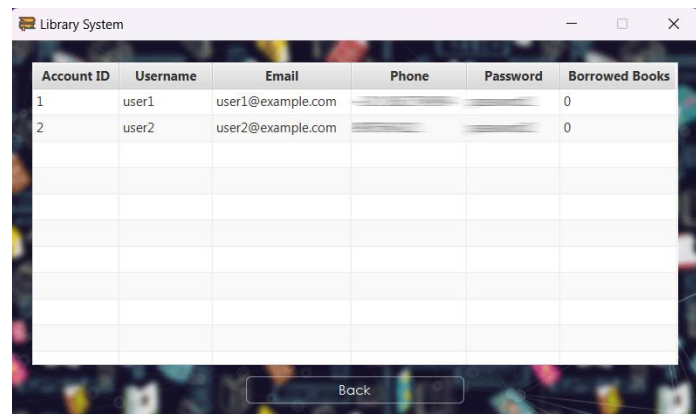 Library System
Account ID Username Email Phone Password Borrowed Books
1 user1 user1@example.com 0
2 user2 user2@example.com 0
Back